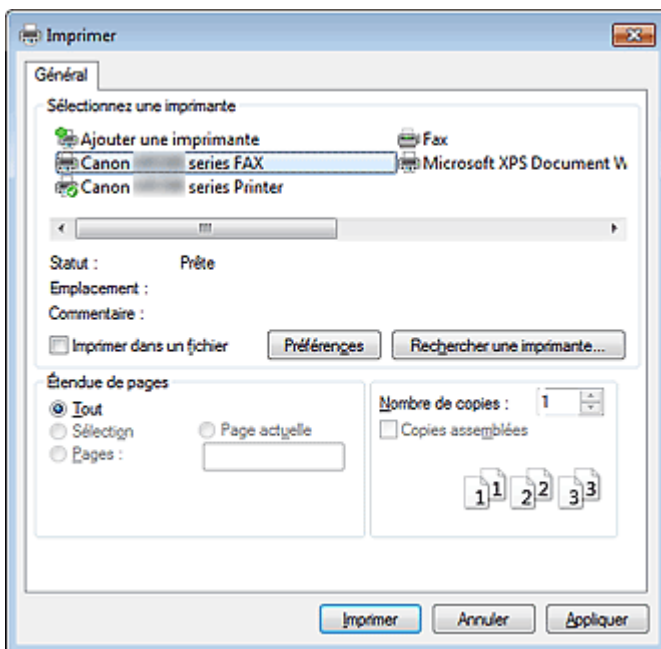 Imprimer
Général
Sélectionnez une imprimante
Ajouter une imprimante
Fax
Canon series FAX
Microsoft XPS Document W
Canon series Printer
Statut : Prête
Emplacement :
Commentaire :
Imprimer dans un fichier
Préférences
Rechercher une imprimante...
Étendue de pages
Tout
Sélection
Page actuelle
Pages :
Nombre de copies : 1
Copies assemblées
1 1 2 2 3 3
Imprimer
Annuler
Appliquer